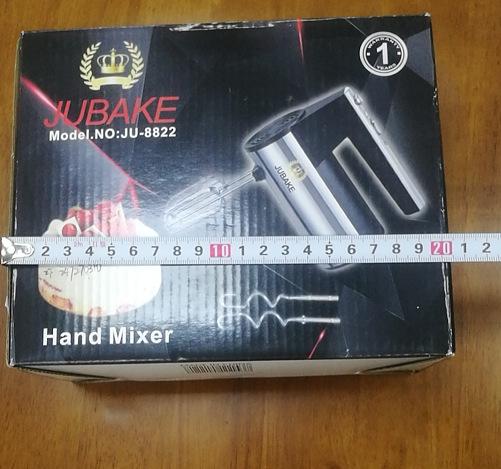 WARRANTY
1
YEARS
JUBAKE
Model.NO:JU-8822
JUBAKE
2 3 4 5 6 7 8 9 10 1 2 3 4 5 6 7 8 9 20 1 2
Hand Mixer